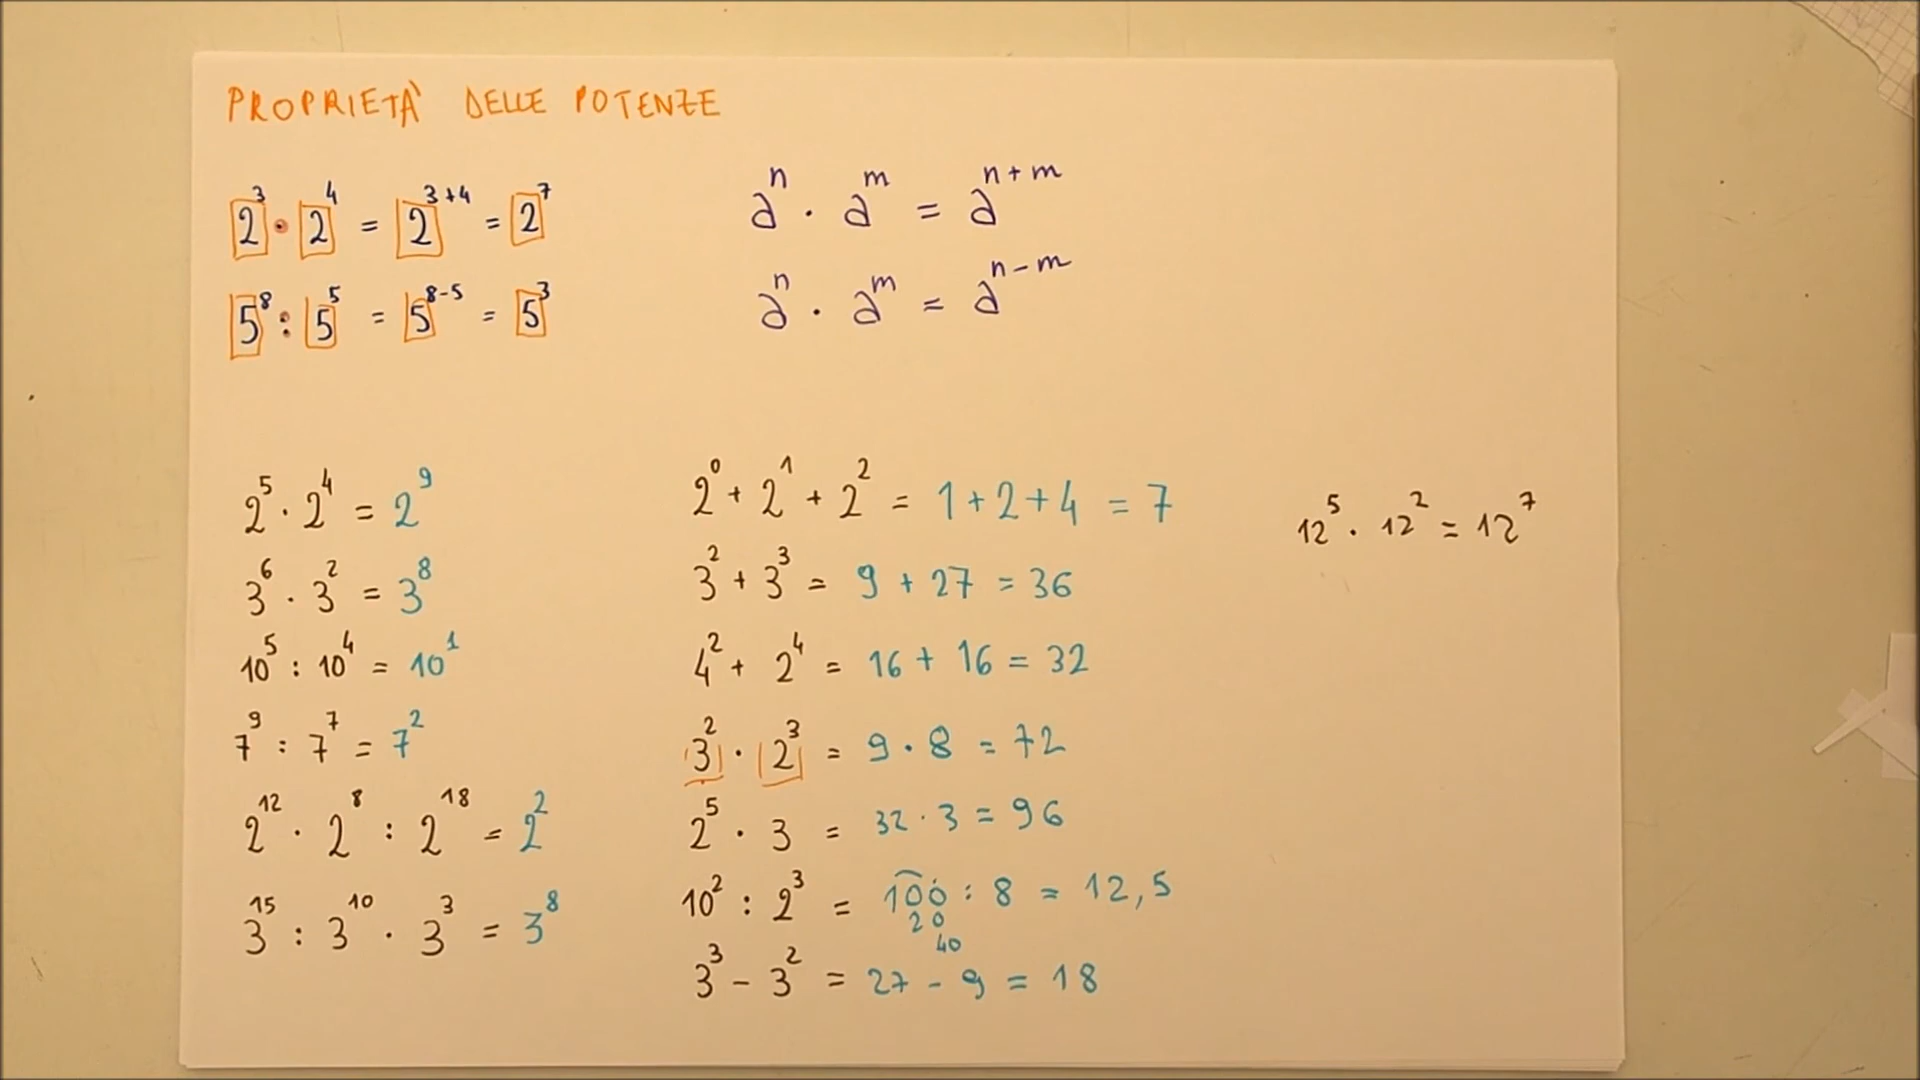 PROPRIETÀ DELLE POTENZE
2³ · 2⁴ = 2³⁺⁴ = 2⁷
aⁿ · aᵐ = aⁿ⁺ᵐ
5⁸ : 5⁵ = 5⁸⁻⁵ = 5³
aⁿ · aᵐ = aⁿ⁻ᵐ
2⁵ · 2⁴ = 2⁹
3⁶ · 3² = 3⁸
10⁵ : 10⁴ = 10¹
7⁹ : 7⁷ = 7²
2¹² · 2⁸ : 2¹⁸ = 2²
3¹⁵ : 3¹⁰ · 3³ = 3⁸
2⁰ + 2¹ + 2² = 1 + 2 + 4 = 7
3² + 3³ = 9 + 27 = 36
4² + 2⁴ = 16 + 16 = 32
3² · 2³ = 9 · 8 = 72
2⁵ · 3 = 32 · 3 = 96
10² : 2³ = 100 : 8 = 12,5
20
40
3³ - 3² = 27 - 9 = 18
12⁵ · 12² = 12⁷